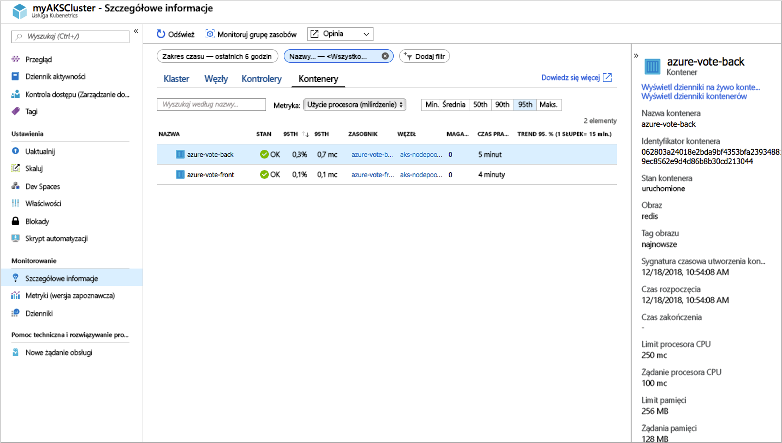 myAKSCluster - Szczegółowe informacje
Usługa Kubernetrics
Wyszukaj (Ctrl+/)
«
Przegląd
Dziennik aktywności
Kontrola dostępu (Zarządzanie do...
Tagi
Ustawienia
Uaktualnij
Skaluj
Dev Spaces
Właściwości
Blokady
Skrypt automatyzacji
Monitorowanie
Szczegółowe informacje
Metryki (wersja zapoznawcza)
Dzienniki
Pomoc techniczna i rozwiązywanie pro...
Nowe żądanie obsługi
Odśwież
Monitoruj grupę zasobów
Opinia
Zakres czasu — ostatnich 6 godzin
Nazwy... — <Wszystko...
Dodaj filtr
Klaster
Węzły
Kontrolery
Kontenery
Dowiedz się więcej
Wyszukaj według nazwy...
Metryka:
Użycie procesora (milirdzenie)
Min. Średnia 50th 90th 95th Maks.
2 elementy
NAZWA STAN 95TH ↑↓ 95TH ZASOBNIK WĘZEŁ MAGA... CZAS PRA... TREND 95. % (1 SŁUPEK= 15 min.)
azure-vote-back OK 0,3% 0,7 mc azure-vote-b... aks-nodepoo... 0 5 minut
azure-vote-front OK 0,1% 0,1 mc azure-vote-fr... aks-nodepoo... 0 4 minuty
»
azure-vote-back
Kontener
Wyświetl dzienniki na żywo konte...
Wyświetl dzienniki kontenerów
Nazwa kontenera
azure-vote-back
Identyfikator kontenera
062803a24018e2bda9bf4353bfa2393488
9ec8562e9d4d86b8b30cd213044
Stan kontenera
uruchomione
Obraz
redis
Tag obrazu
najnowsze
Sygnatura czasowa utworzenia kon...
12/18/2018, 10:54:08 AM
Czas rozpoczęcia
12/18/2018, 10:54:08 AM
Czas zakończenia
-
Limit procesora CPU
250 mc
Żądanie procesora CPU
100 mc
Limit pamięci
256 MB
Żądania pamięci
128 MB